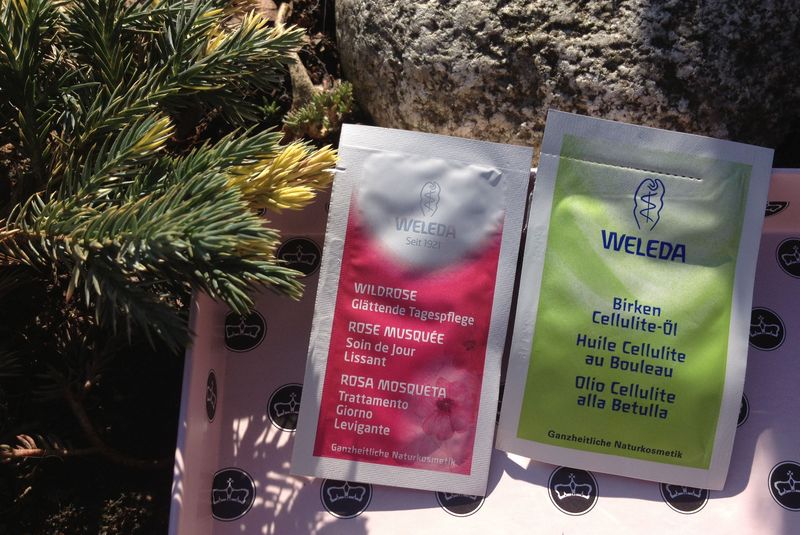 WELEDA
Seit 1921
WILDROSE
Glättende Tagespflege
ROSE MUSQUÉE
Soin de Jour
Lissant
ROSA MOSQUETA
Trattamento
Giorno
Levigante
Ganzheitliche Naturkosmetik
WELEDA
Birken
Cellulite-Öl
Huile Cellulite
au Bouleau
Olio Cellulite
alla Betulla
Ganzheitliche Naturkosmetik